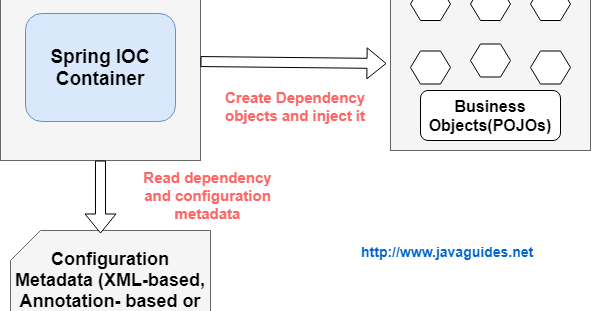 Spring IOC
Container
Create Dependency
objects and inject it
Business
Objects(POJOs)
Read dependency
and configuration
metadata
Configuration
Metadata (XML-based,
Annotation- based or
http://www.javaguides.net